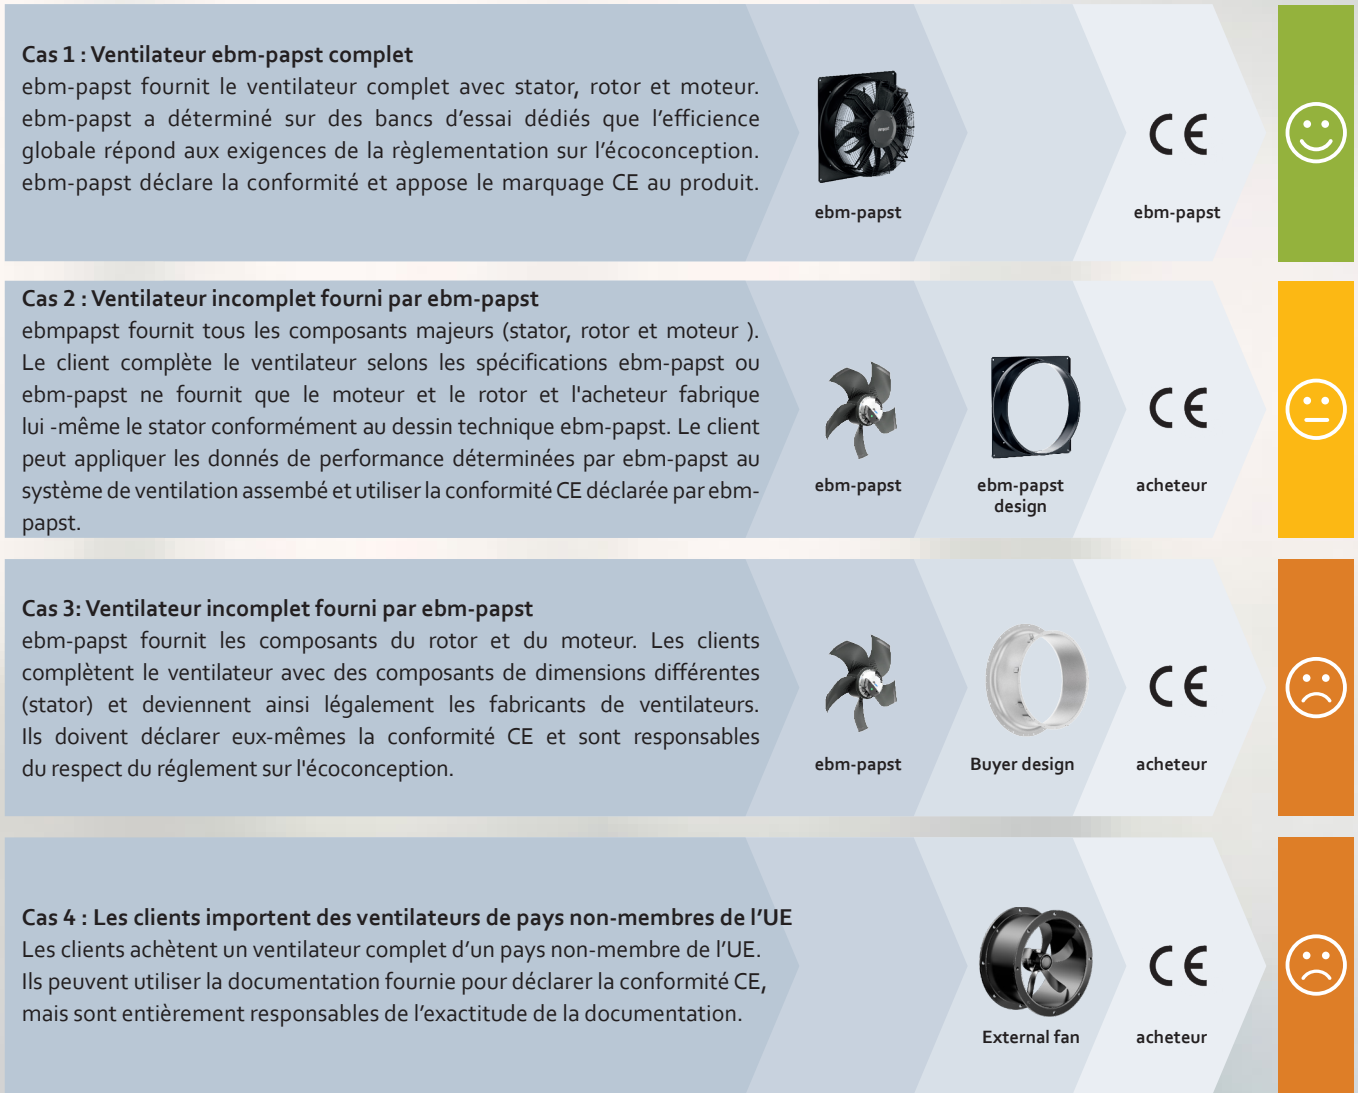 Cas 1 : Ventilateur ebm-papst complet
ebm-papst fournit le ventilateur complet avec stator, rotor et moteur.
ebm-papst a déterminé sur des bancs d’essai dédiés que l’efficience
globale répond aux exigences de la règlementation sur l’écoconception.
ebm-papst déclare la conformité et appose le marquage CE au produit.
ebm-papst
CE
ebm-papst
Cas 2 : Ventilateur incomplet fourni par ebm-papst
ebmpapst fournit tous les composants majeurs (stator, rotor et moteur ).
Le client complète le ventilateur selons les spécifications ebm-papst ou
ebm-papst ne fournit que le moteur et le rotor et l'acheteur fabrique
lui -même le stator conformément au dessin technique ebm-papst. Le client
peut appliquer les donnés de performance déterminées par ebm-papst au
système de ventilation assembé et utiliser la conformité CE déclarée par ebm-
papst.
ebm-papst
ebm-papst
design
CE
acheteur
Cas 3: Ventilateur incomplet fourni par ebm-papst
ebm-papst fournit les composants du rotor et du moteur. Les clients
complètent le ventilateur avec des composants de dimensions différentes
(stator) et deviennent ainsi légalement les fabricants de ventilateurs.
Ils doivent déclarer eux-mêmes la conformité CE et sont responsables
du respect du réglement sur l'écoconception.
ebm-papst
Buyer design
CE
acheteur
Cas 4 : Les clients importent des ventilateurs de pays non-membres de l’UE
Les clients achètent un ventilateur complet d’un pays non-membre de l’UE.
Ils peuvent utiliser la documentation fournie pour déclarer la conformité CE,
mais sont entièrement responsables de l’exactitude de la documentation.
External fan
CE
acheteur